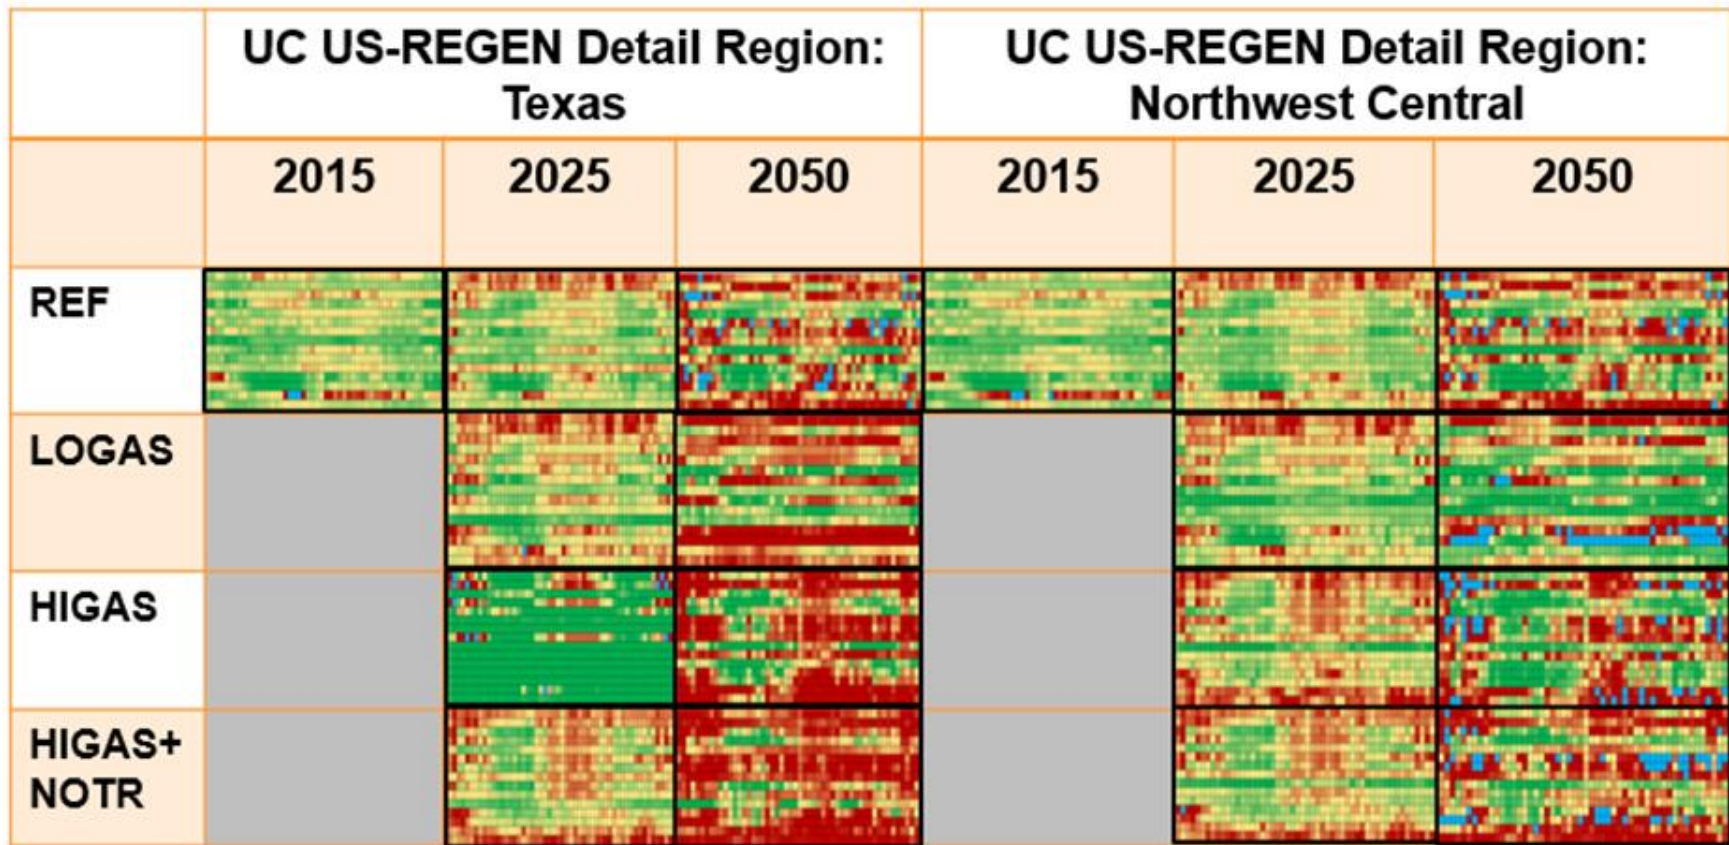 UC US-REGEN Detail Region:
Texas
UC US-REGEN Detail Region:
Northwest Central
2015
2025
2050
2015
2025
2050
REF
LOGAS
HIGAS
HIGAS+
NOTR